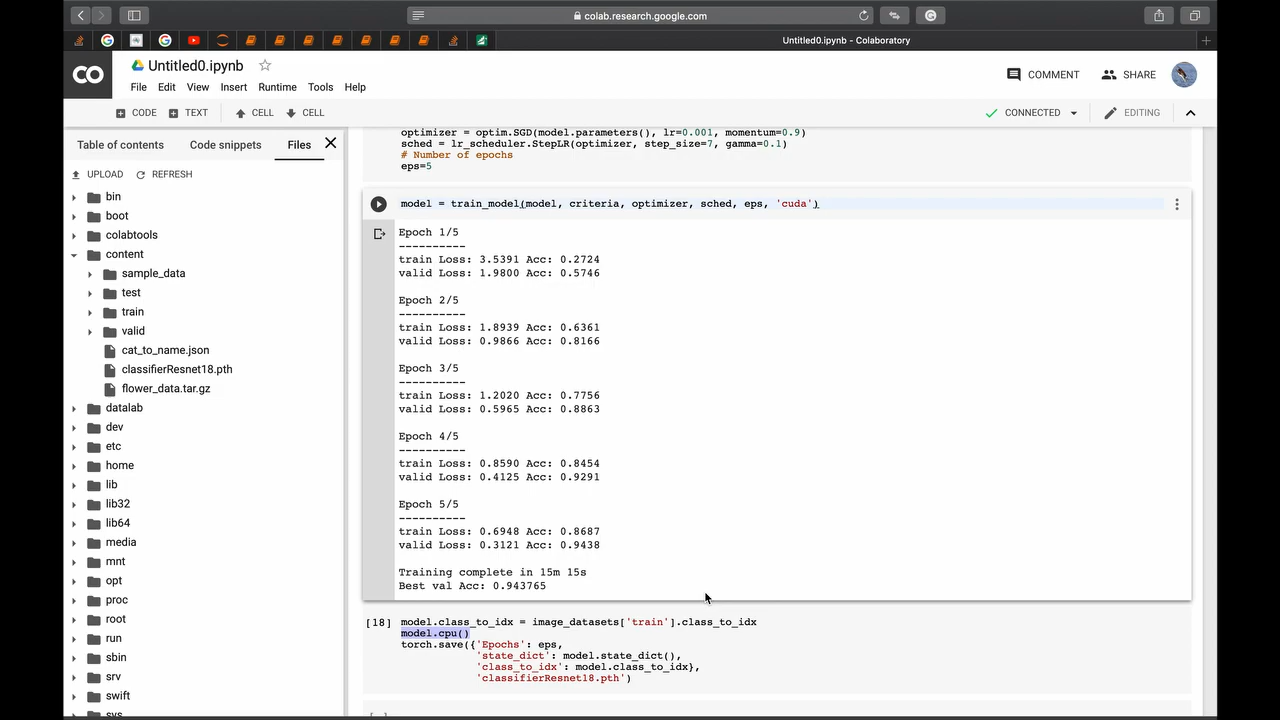 colab.research.google.com
Untitled0.ipynb - Colaboratory
CO
Untitled0.ipynb
COMMENT
SHARE
File Edit View Insert Runtime Tools Help
CODE TEXT CELL CELL
CONNECTED
EDITING
Table of contents Code snippets Files
UPLOAD REFRESH
bin
boot
colabtools
content
sample_data
test
train
valid
cat_to_name.json
classifierResnet18.pth
flower_data.tar.gz
datalab
dev
etc
home
lib
lib32
lib64
media
mnt
opt
proc
root
run
sbin
srv
swift
sys
optimizer = optim.SGD(model.parameters(), lr=0.001, momentum=0.9)
sched = lr_scheduler.StepLR(optimizer, step_size=7, gamma=0.1)
# Number of epochs
eps=5
model = train_model(model, criteria, optimizer, sched, eps, 'cuda')
Epoch 1/5
----------
train Loss: 3.5391 Acc: 0.2724
valid Loss: 1.9800 Acc: 0.5746
Epoch 2/5
----------
train Loss: 1.8939 Acc: 0.6361
valid Loss: 0.9866 Acc: 0.8166
Epoch 3/5
----------
train Loss: 1.2020 Acc: 0.7756
valid Loss: 0.5965 Acc: 0.8863
Epoch 4/5
----------
train Loss: 0.8590 Acc: 0.8454
valid Loss: 0.4125 Acc: 0.9291
Epoch 5/5
----------
train Loss: 0.6948 Acc: 0.8687
valid Loss: 0.3121 Acc: 0.9438
Training complete in 15m 15s
Best val Acc: 0.943765
[18] model.class_to_idx = image_datasets['train'].class_to_idx
model.cpu()
torch.save({'Epochs': eps,
'state_dict': model.state_dict(),
'class_to_idx': model.class_to_idx},
'classifierResnet18.pth')
[ ]